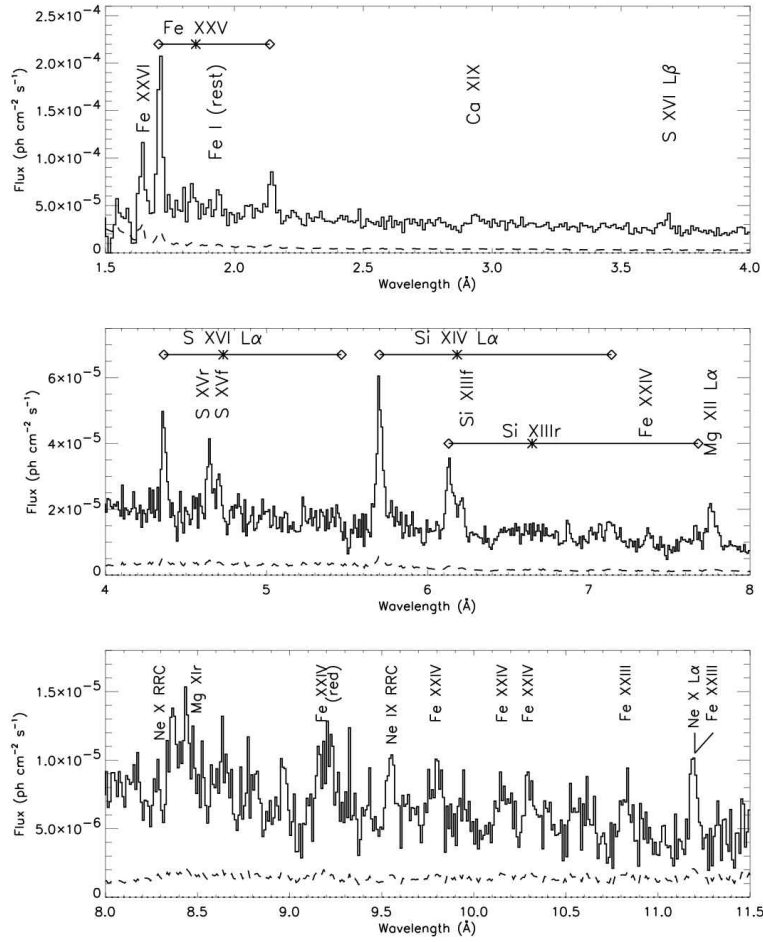 Flux (ph cm⁻² s⁻¹)
2.5×10⁻⁴
2.0×10⁻⁴
1.5×10⁻⁴
1.0×10⁻⁴
5.0×10⁻⁵
0
Fe XXVI
Fe XXV
Fe I (rest)
Ca XIX
S XVI Lβ
1.5 2.0 2.5 3.0 3.5 4.0
Wavelength (Å)
Flux (ph cm⁻² s⁻¹)
6×10⁻⁵
4×10⁻⁵
2×10⁻⁵
0
S XVI Lα
S XVr
S XVf
Si XIV Lα
Si XIIIf
Si XIIIr
Fe XXIV
Mg XII Lα
4 5 6 7 8
Wavelength (Å)
Flux (ph cm⁻² s⁻¹)
1.5×10⁻⁵
1.0×10⁻⁵
5.0×10⁻⁶
0
Ne X RRC
Mg XIr
Fe XXIV
(red)
Ne IX RRC
Fe XXIV
Fe XXIV
Fe XXIV
Fe XXIII
Ne X Lα
Fe XXIII
8.0 8.5 9.0 9.5 10.0 10.5 11.0 11.5
Wavelength (Å)